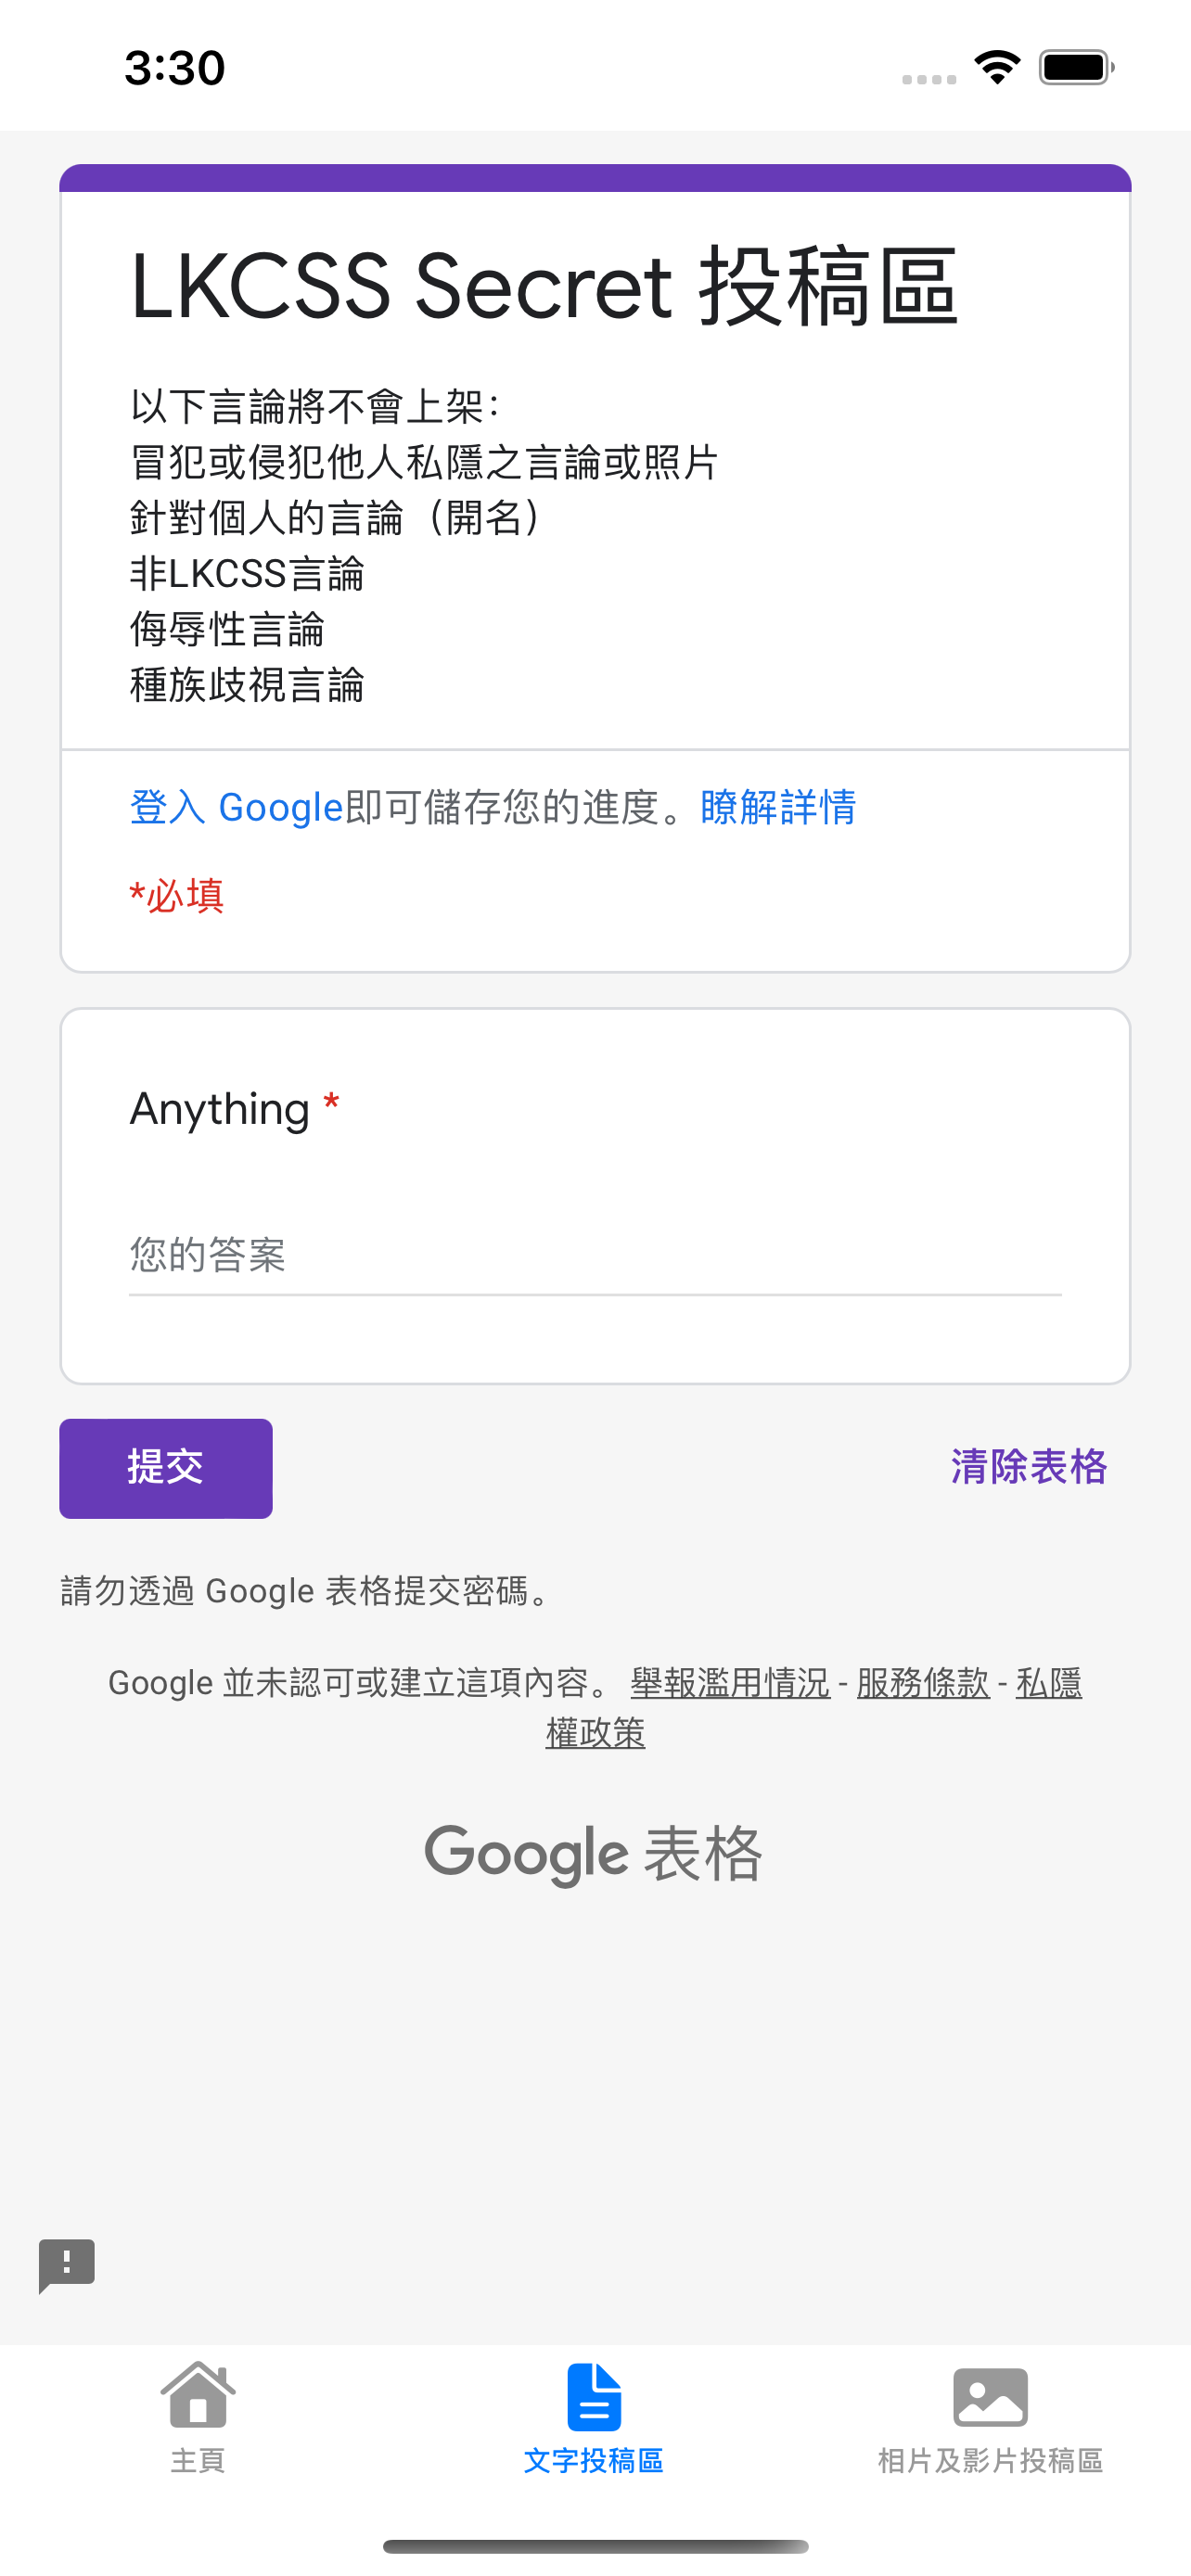 3:30
LKCSS Secret 投稿區
以下言論將不會上架：
冒犯或侵犯他人私隱之言論或照片
針對個人的言論（開名）
非LKCSS言論
侮辱性言論
種族歧視言論
登入 Google即可儲存您的進度。瞭解詳情
*必填
Anything *
您的答案
提交 清除表格
請勿透過 Google 表格提交密碼。
Google 並未認可或建立這項內容。 舉報濫用情況 - 服務條款 - 私隱
權政策
Google 表格
主頁 文字投稿區 相片及影片投稿區